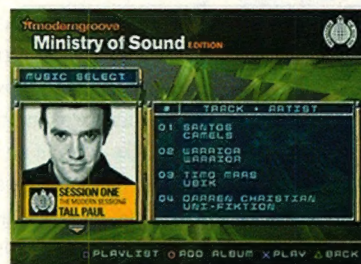 moderngroove
Ministry of Sound EDITION
MUSIC SELECT
# TRACK • ARTIST
01 SANTOS
CAMELS
02 WARRIOR
WARRIOR
03 TIMO MAAS
UBIK
04 DARREN CHRISTIAN
UNI-FIKTION
SESSION ONE
THE MODERN SESSIONS
TALL PAUL
PLAYLIST ADD ALBUM PLAY BACK